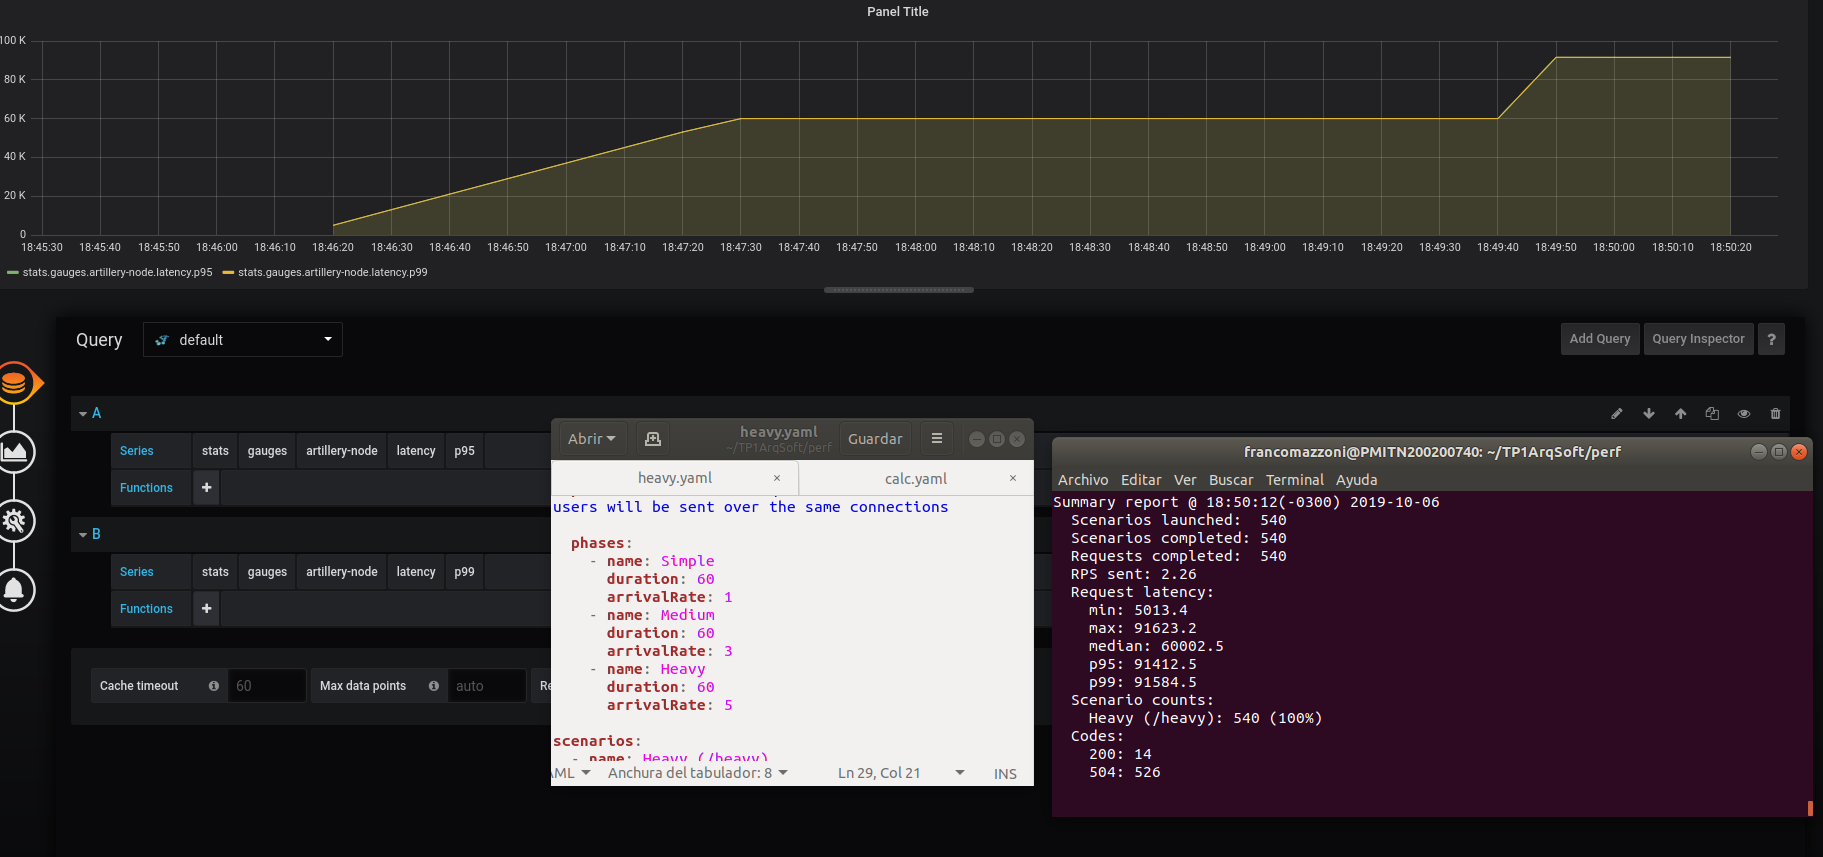 Panel Title
100 K
80 K
60 K
40 K
20 K
0
18:45:30 18:45:40 18:45:50 18:46:00 18:46:10 18:46:20 18:46:30 18:46:40 18:46:50 18:47:00 18:47:10 18:47:20 18:47:30 18:47:40 18:47:50 18:48:00 18:48:10 18:48:20 18:48:30 18:48:40 18:48:50 18:49:00 18:49:10 18:49:20 18:49:30 18:49:40 18:49:50 18:50:00 18:50:10 18:50:20
stats.gauges.artillery-node.latency.p95 stats.gauges.artillery-node.latency.p99
Query default Add Query Query Inspector ?
A
Series stats gauges artillery-node latency p95
Functions +
B
Series stats gauges artillery-node latency p99
Functions +
Cache timeout 60 Max data points auto Re
Abrir heavy.yaml Guardar
~/TP1ArqSoft/perf
heavy.yaml × calc.yaml ×
users will be sent over the same connections
phases:
- name: Simple
duration: 60
arrivalRate: 1
- name: Medium
duration: 60
arrivalRate: 3
- name: Heavy
duration: 60
arrivalRate: 5
scenarios:
- name: Heavy (/heavy)
AML Anchura del tabulador: 8 Ln 29, Col 21 INS
francomazzoni@PMITN200200740: ~/TP1ArqSoft/perf
Archivo Editar Ver Buscar Terminal Ayuda
Summary report @ 18:50:12(-0300) 2019-10-06
Scenarios launched: 540
Scenarios completed: 540
Requests completed: 540
RPS sent: 2.26
Request latency:
min: 5013.4
max: 91623.2
median: 60002.5
p95: 91412.5
p99: 91584.5
Scenario counts:
Heavy (/heavy): 540 (100%)
Codes:
200: 14
504: 526